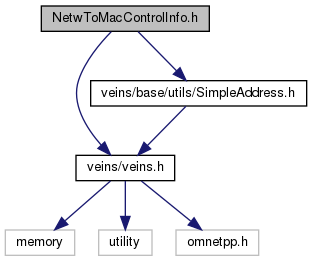 NetwToMacControlInfo.h
veins/base/utils/SimpleAddress.h
veins/veins.h
memory
utility
omnetpp.h